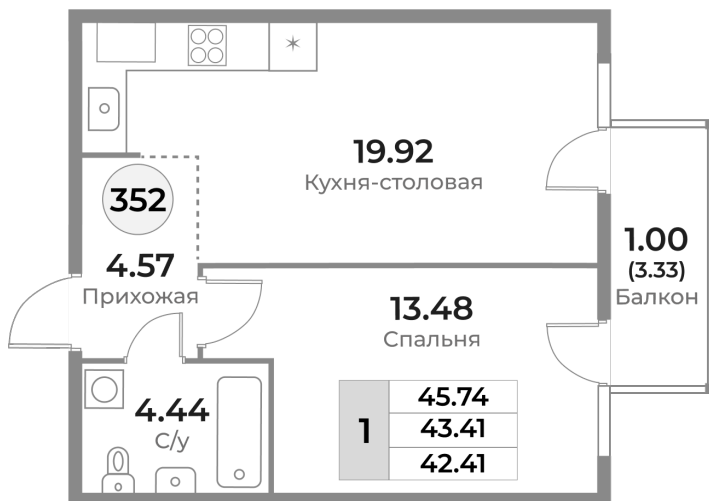 19.92
Кухня-столовая
352
4.57
Прихожая
1.00
(3.33)
Балкон
13.48
Спальня
4.44
С/у
1
45.74
43.41
42.41